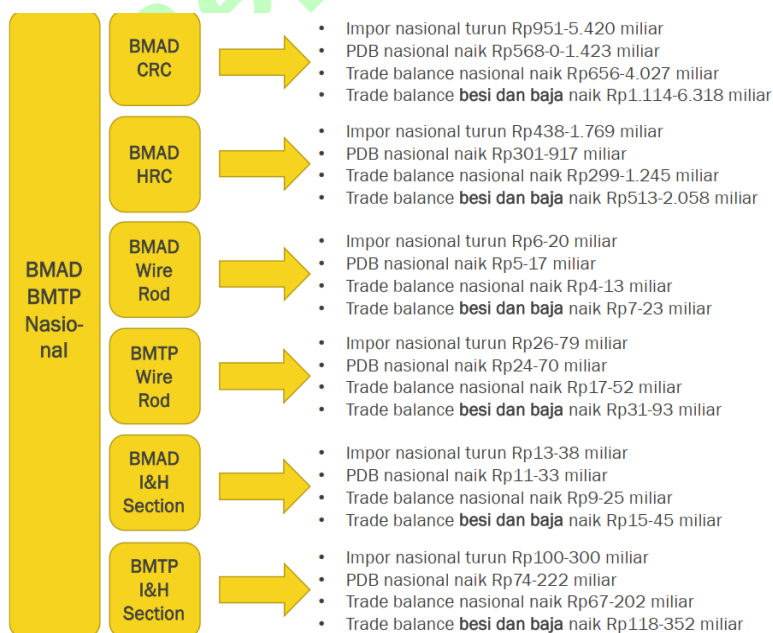 BMAD
BMTP
Nasio-
nal
BMAD
CRC
• Impor nasional turun Rp951-5.420 miliar
• PDB nasional naik Rp568-0-1.423 miliar
• Trade balance nasional naik Rp656-4.027 miliar
• Trade balance besi dan baja naik Rp1.114-6.318 miliar
BMAD
HRC
• Impor nasional turun Rp438-1.769 miliar
• PDB nasional naik Rp301-917 miliar
• Trade balance nasional naik Rp299-1.245 miliar
• Trade balance besi dan baja naik Rp513-2.058 miliar
BMAD
Wire
Rod
• Impor nasional turun Rp6-20 miliar
• PDB nasional naik Rp5-17 miliar
• Trade balance nasional naik Rp4-13 miliar
• Trade balance besi dan baja naik Rp7-23 miliar
BMTP
Wire
Rod
• Impor nasional turun Rp26-79 miliar
• PDB nasional naik Rp24-70 miliar
• Trade balance nasional naik Rp17-52 miliar
• Trade balance besi dan baja naik Rp31-93 miliar
BMAD
I&H
Section
• Impor nasional turun Rp13-38 miliar
• PDB nasional naik Rp11-33 miliar
• Trade balance nasional naik Rp9-25 miliar
• Trade balance besi dan baja naik Rp15-45 miliar
BMTP
I&H
Section
• Impor nasional turun Rp100-300 miliar
• PDB nasional naik Rp74-222 miliar
• Trade balance nasional naik Rp67-202 miliar
• Trade balance besi dan baja naik Rp118-352 miliar